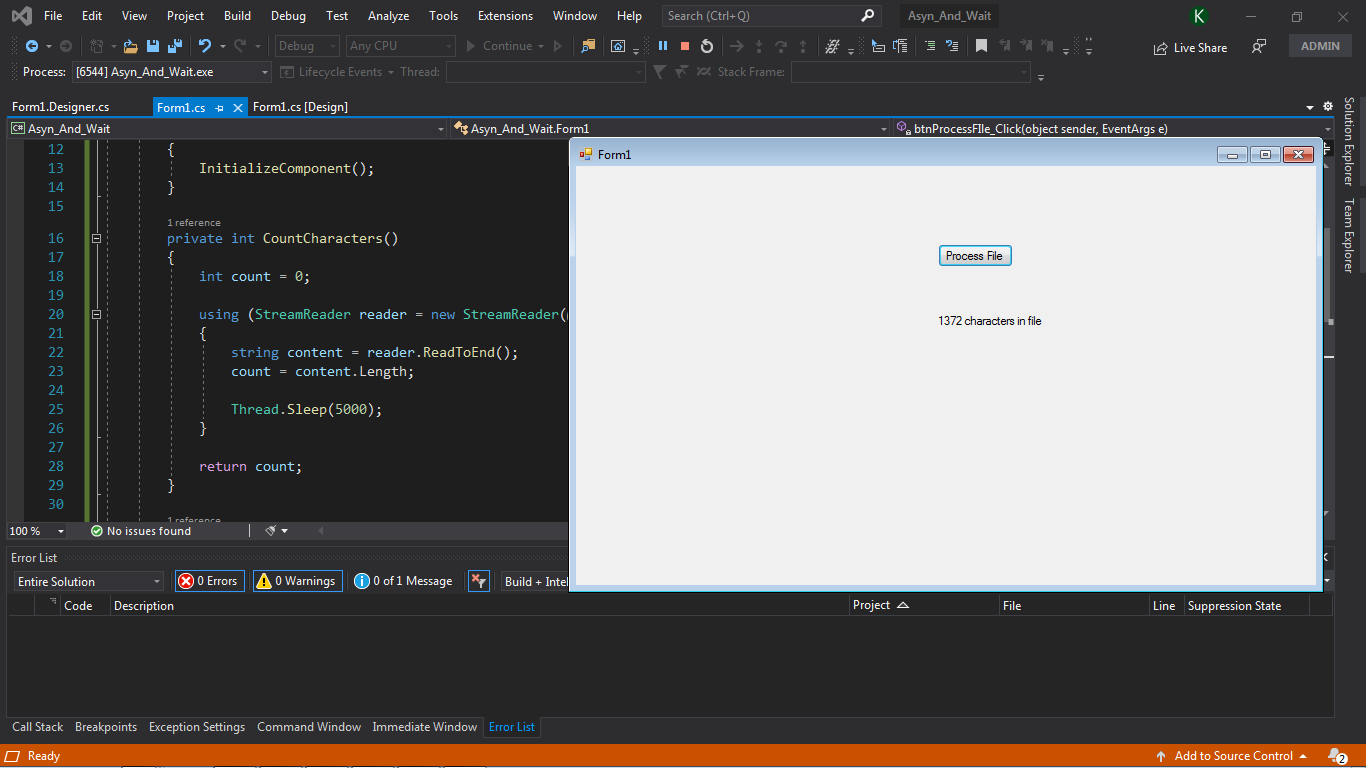 File Edit View Project Build Debug Test Analyze Tools Extensions Window Help Search (Ctrl+Q) Asyn_And_Wait K
Debug Any CPU Continue Live Share ADMIN
Process: [6544] Asyn_And_Wait.exe Lifecycle Events Thread: Stack Frame:
Form1.Designer.cs Form1.cs Form1.cs [Design]
C# Asyn_And_Wait Asyn_And_Wait.Form1 btnProcessFIle_Click(object sender, EventArgs e)
12 {
13 InitializeComponent();
14 }
15
1 reference
16 private int CountCharacters()
17 {
18 int count = 0;
19
20 using (StreamReader reader = new StreamReader(
21 {
22 string content = reader.ReadToEnd();
23 count = content.Length;
24
25 Thread.Sleep(5000);
26 }
27
28 return count;
29 }
30
1 reference
100 % No issues found
Form1
Process File
1372 characters in file
Solution Explorer
Team Explorer
Error List
Entire Solution 0 Errors 0 Warnings 0 of 1 Message Build + Intel
Code Description Project File Line Suppression State
Call Stack Breakpoints Exception Settings Command Window Immediate Window Error List
Ready Add to Source Control 2